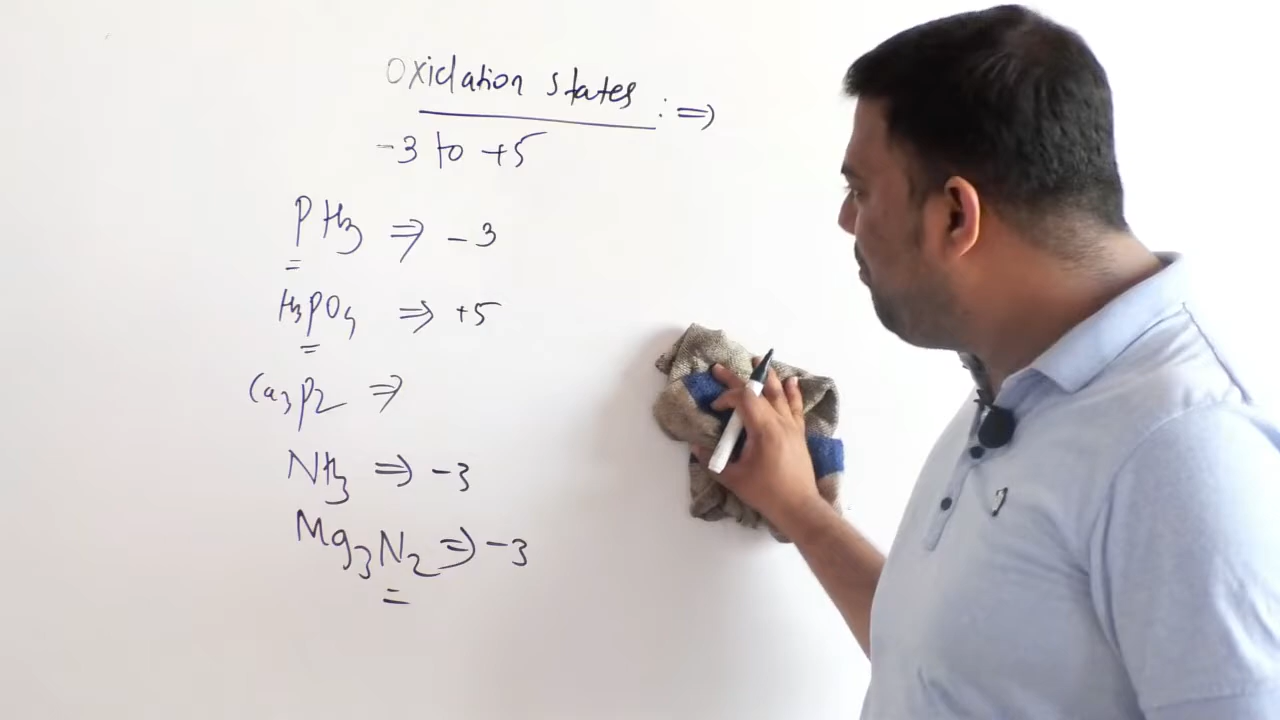 Oxidation states : ⇒
-3 to +5
PH3 ⇒ -3
H3PO4 ⇒ +5
Ca3P2 ⇒
NH3 ⇒ -3
Mg3N2 ⇒ -3